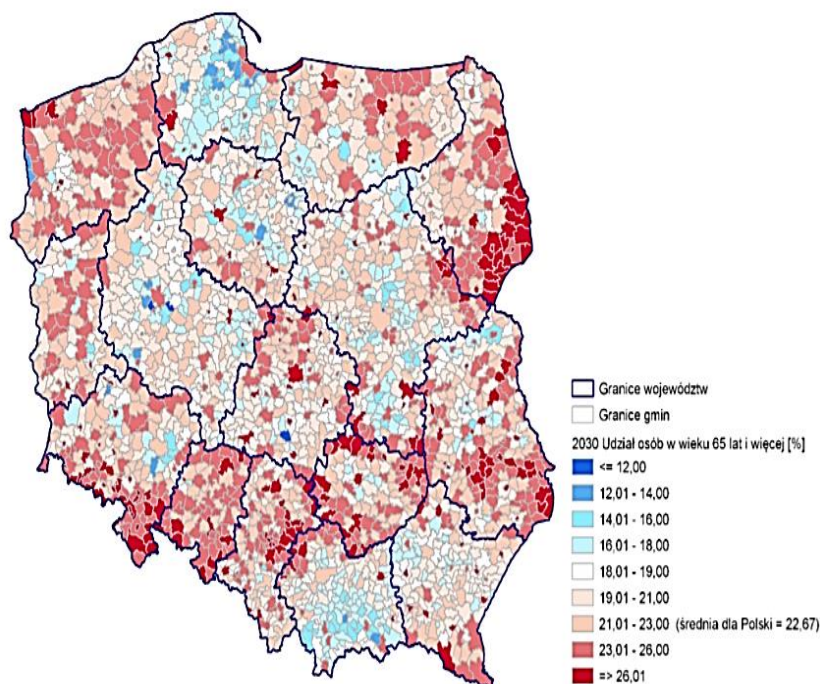 Granice województw
Granice gmin
2030 Udział osób w wieku 65 lat i więcej [%]
<= 12,00
12,01 - 14,00
14,01 - 16,00
16,01 - 18,00
18,01 - 19,00
19,01 - 21,00
21,01 - 23,00 (średnia dla Polski = 22,67)
23,01 - 26,00
=> 26,01